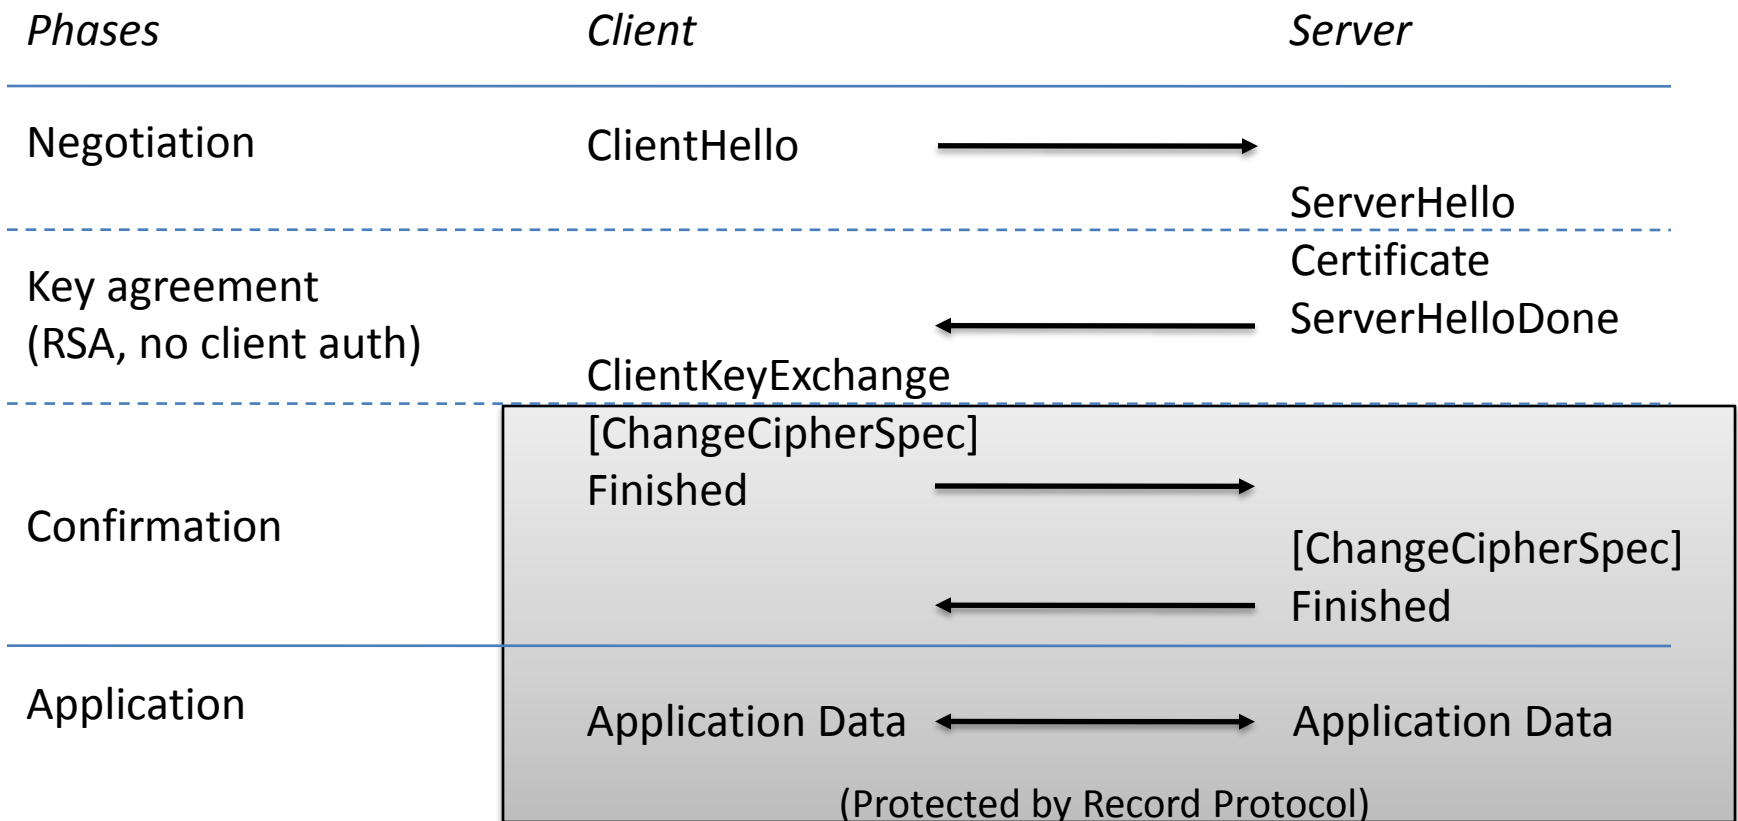 Phases Client Server
Negotiation ClientHello
ServerHello
Certificate
Key agreement
ServerHelloDone
(RSA, no client auth)
ClientKeyExchange
[ChangeCipherSpec]
Finished
Confirmation
[ChangeCipherSpec]
Finished
Application
Application Data Application Data
(Protected by Record Protocol)